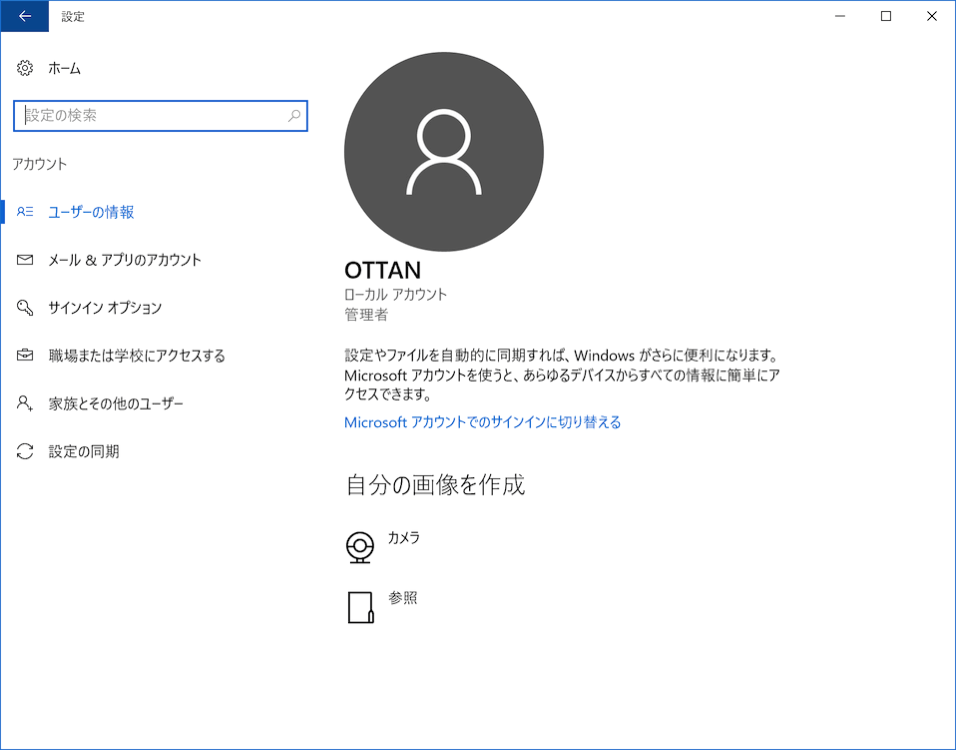 設定
ホーム
設定の検索
アカウント
ユーザーの情報
メール & アプリのアカウント
サインイン オプション
職場または学校にアクセスする
家族とその他のユーザー
設定の同期
OTTAN
ローカル アカウント
管理者
設定やファイルを自動的に同期すれば、Windows がさらに便利になります。
Microsoft アカウントを使うと、あらゆるデバイスからすべての情報に簡単にア
クセスできます。
Microsoft アカウントでのサインインに切り替える
自分の画像を作成
カメラ
参照